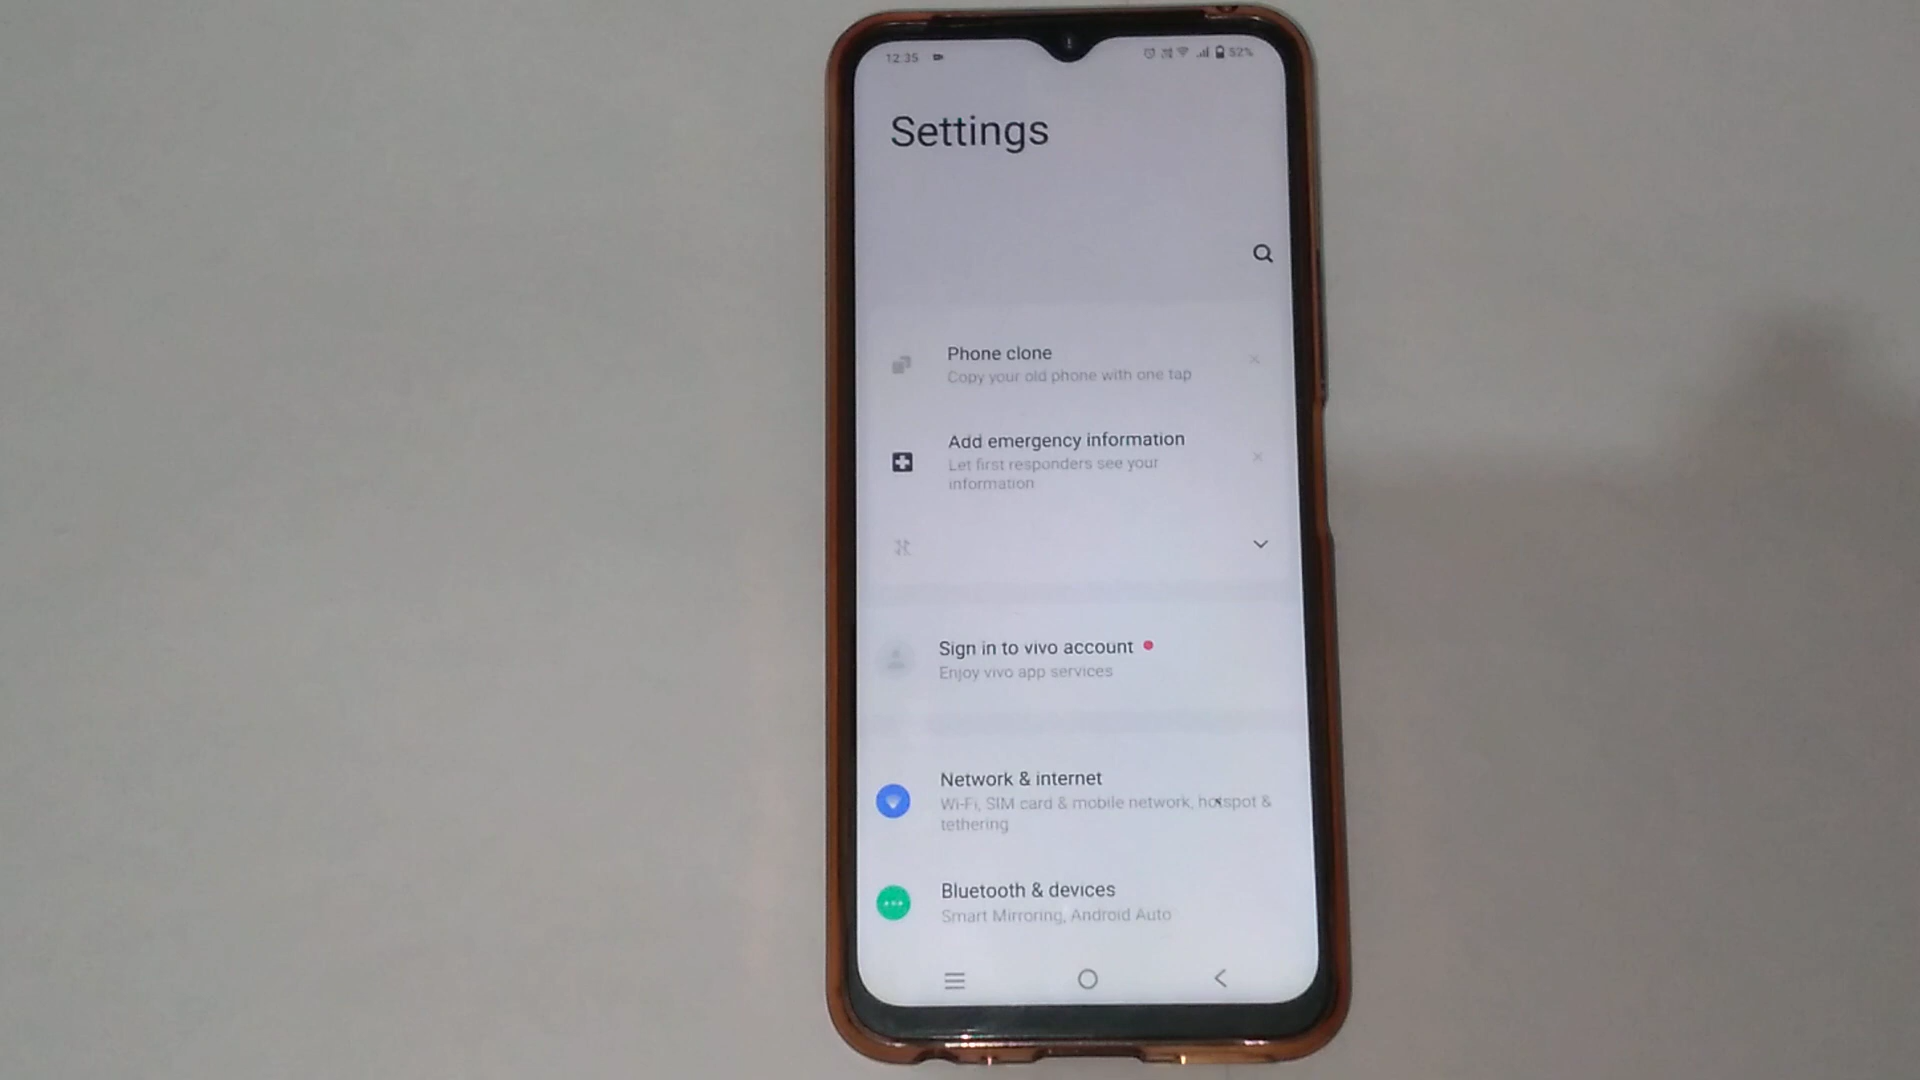 12:35
52%
Settings
Phone clone
Copy your old phone with one tap
Add emergency information
Let first responders see your
information
Sign in to vivo account
Enjoy vivo app services
Network & internet
Wi-Fi, SIM card & mobile network, hotspot &
tethering
Bluetooth & devices
Smart Mirroring, Android Auto